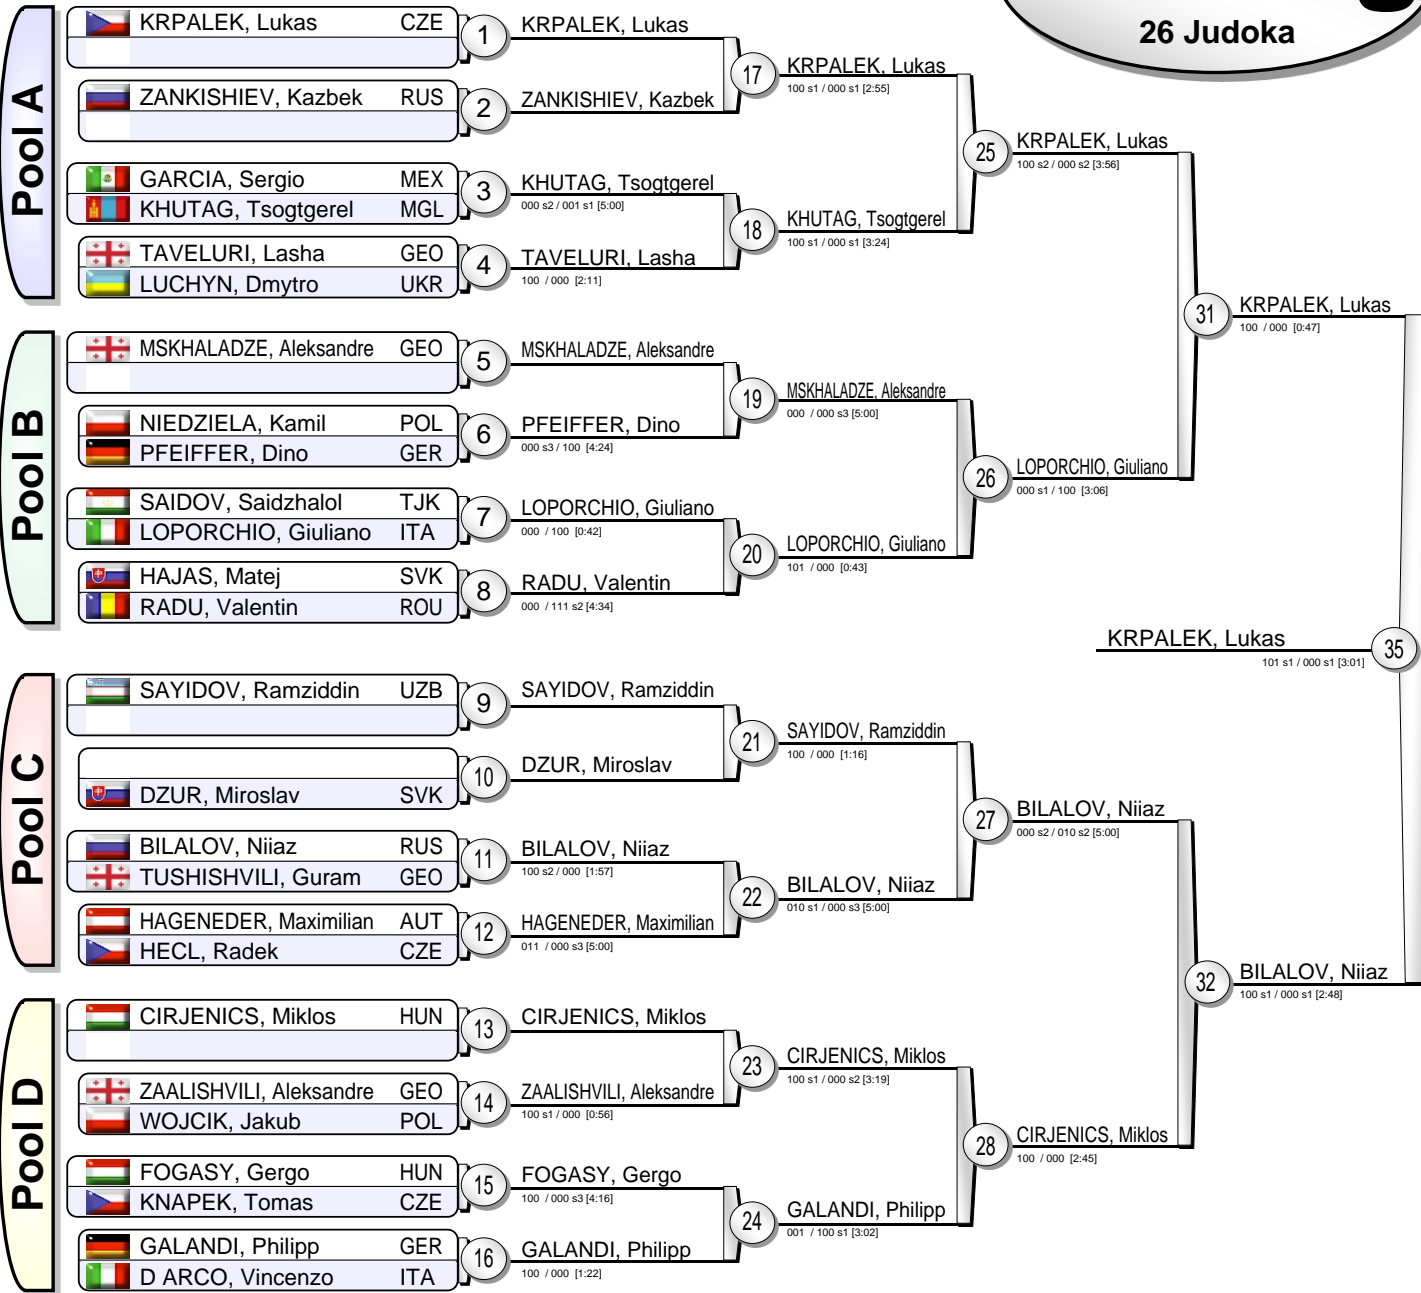 26 Judoka
Pool A
KRPALEK, Lukas CZE
1
KRPALEK, Lukas
ZANKISHIEV, Kazbek RUS
2
ZANKISHIEV, Kazbek
17
KRPALEK, Lukas
100 s1 / 000 s1 [2:55]
GARCIA, Sergio MEX
KHUTAG, Tsogtgerel MGL
3
KHUTAG, Tsogtgerel
000 s2 / 001 s1 [5:00]
TAVELURI, Lasha GEO
LUCHYN, Dmytro UKR
4
TAVELURI, Lasha
100 / 000 [2:11]
18
KHUTAG, Tsogtgerel
100 s1 / 000 s1 [3:24]
25
KRPALEK, Lukas
100 s2 / 000 s2 [3:56]
Pool B
MSKHALADZE, Aleksandre GEO
5
MSKHALADZE, Aleksandre
NIEDZIELA, Kamil POL
PFEIFFER, Dino GER
6
PFEIFFER, Dino
000 s3 / 100 [4:24]
19
MSKHALADZE, Aleksandre
000 / 000 s3 [5:00]
SAIDOV, Saidzhalol TJK
LOPORCHIO, Giuliano ITA
7
LOPORCHIO, Giuliano
000 / 100 [0:42]
HAJAS, Matej SVK
RADU, Valentin ROU
8
RADU, Valentin
000 / 111 s2 [4:34]
20
LOPORCHIO, Giuliano
101 / 000 [0:43]
26
LOPORCHIO, Giuliano
000 s1 / 100 [3:06]
31
KRPALEK, Lukas
100 / 000 [0:47]
KRPALEK, Lukas
101 s1 / 000 s1 [3:01]
35
Pool C
SAYIDOV, Ramziddin UZB
9
SAYIDOV, Ramziddin
DZUR, Miroslav SVK
10
DZUR, Miroslav
21
SAYIDOV, Ramziddin
100 / 000 [1:16]
BILALOV, Niiaz RUS
TUSHISHVILI, Guram GEO
11
BILALOV, Niiaz
100 s2 / 000 [1:57]
HAGENEDER, Maximilian AUT
HECL, Radek CZE
12
HAGENEDER, Maximilian
011 / 000 s3 [5:00]
22
BILALOV, Niiaz
010 s1 / 000 s3 [5:00]
27
BILALOV, Niiaz
000 s2 / 010 s2 [5:00]
Pool D
CIRJENICS, Miklos HUN
13
CIRJENICS, Miklos
ZAALISHVILI, Aleksandre GEO
WOJCIK, Jakub POL
14
ZAALISHVILI, Aleksandre
100 s1 / 000 [0:56]
23
CIRJENICS, Miklos
100 s1 / 000 s2 [3:19]
FOGASY, Gergo HUN
KNAPEK, Tomas CZE
15
FOGASY, Gergo
100 / 000 s3 [4:16]
GALANDI, Philipp GER
D ARCO, Vincenzo ITA
16
GALANDI, Philipp
100 / 000 [1:22]
24
GALANDI, Philipp
001 / 100 s1 [3:02]
28
CIRJENICS, Miklos
100 / 000 [2:45]
32
BILALOV, Niiaz
100 s1 / 000 s1 [2:48]